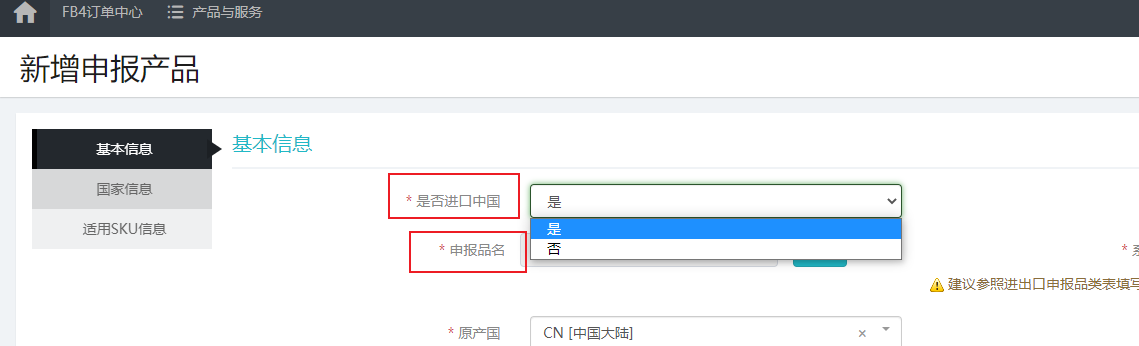 FB4订单中心 产品与服务
新增申报产品
基本信息
国家信息
适用SKU信息
基本信息
* 是否进口中国 是
是
否
* 申报品名
*
建议参照进出口申报品类表填写
* 原产国 CN [中国大陆] ×